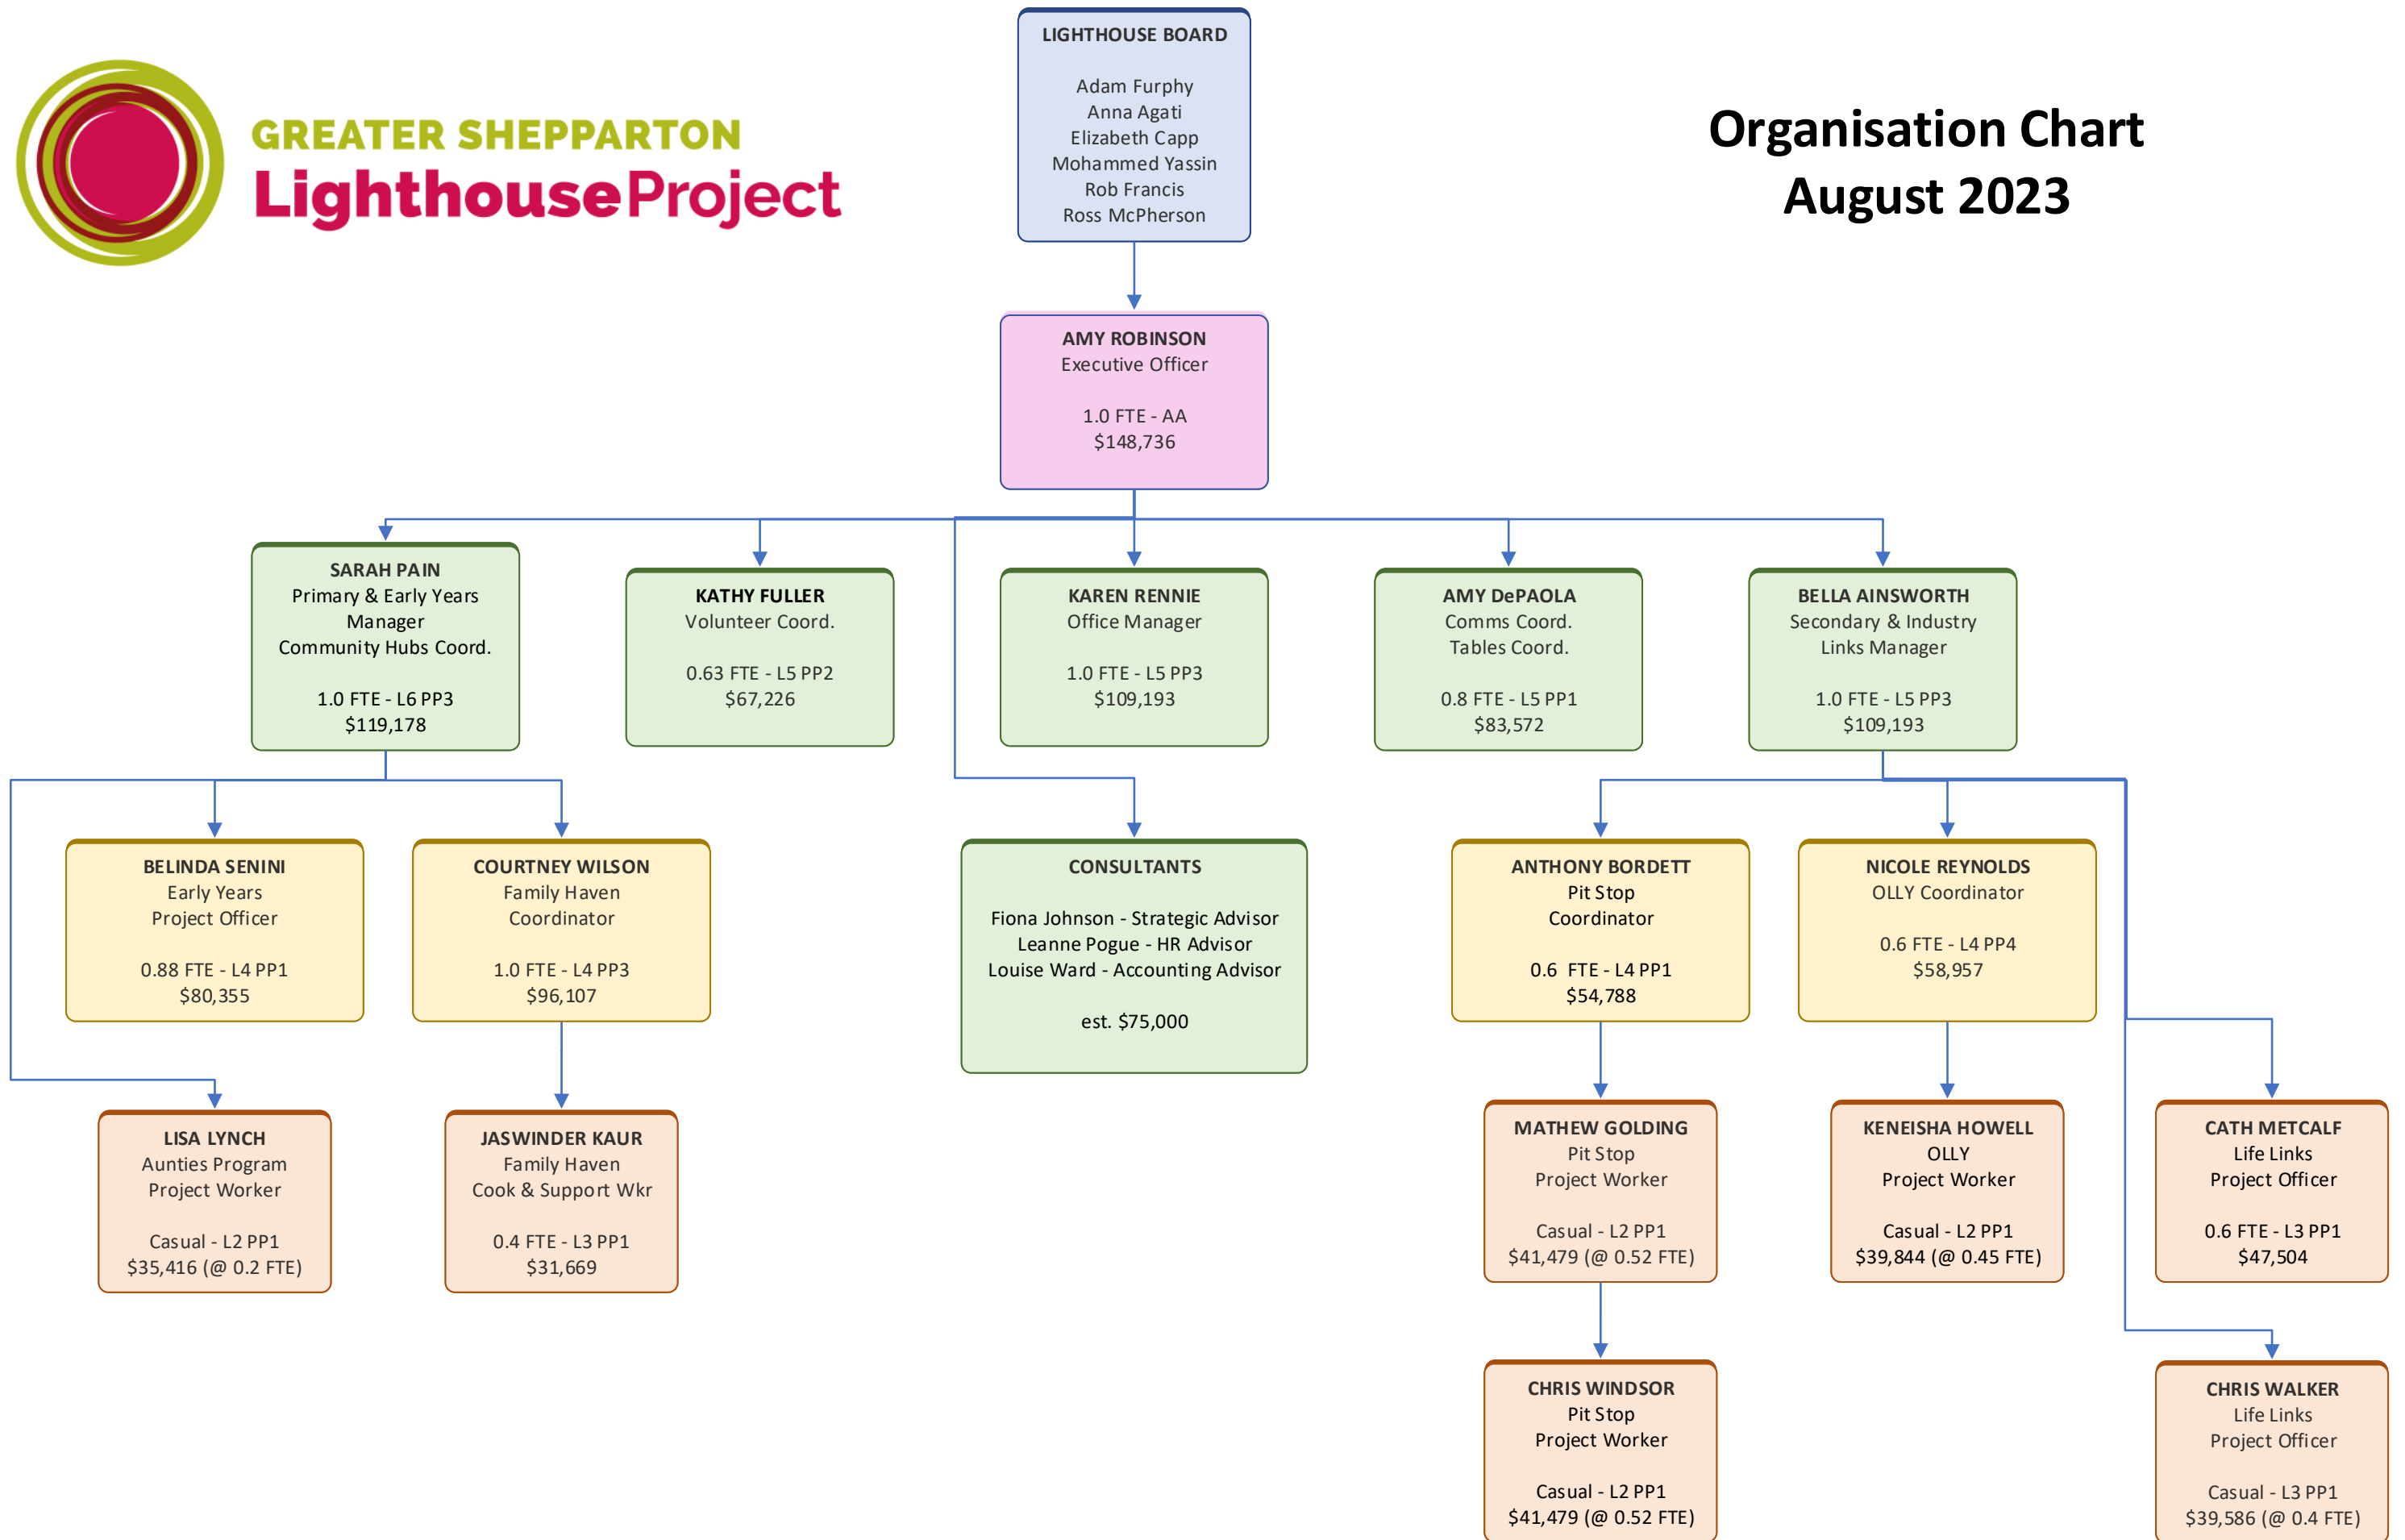 GREATER SHEPPARTON
LighthouseProject
Organisation Chart
August 2023
LIGHTHOUSE BOARD
Adam Furphy
Anna Agati
Elizabeth Capp
Mohammed Yassin
Rob Francis
Ross McPherson
AMY ROBINSON
Executive Officer
1.0 FTE - AA
$148,736
SARAH PAIN
Primary & Early Years
Manager
Community Hubs Coord.
1.0 FTE - L6 PP3
$119,178
KATHY FULLER
Volunteer Coord.
0.63 FTE - L5 PP2
$67,226
KAREN RENNIE
Office Manager
1.0 FTE - L5 PP3
$109,193
AMY DePAOLA
Comms Coord.
Tables Coord.
0.8 FTE - L5 PP1
$83,572
BELLA AINSWORTH
Secondary & Industry
Links Manager
1.0 FTE - L5 PP3
$109,193
BELINDA SENINI
Early Years
Project Officer
0.88 FTE - L4 PP1
$80,355
COURTNEY WILSON
Family Haven
Coordinator
1.0 FTE - L4 PP3
$96,107
CONSULTANTS
Fiona Johnson - Strategic Advisor
Leanne Pogue - HR Advisor
Louise Ward - Accounting Advisor
est. $75,000
ANTHONY BORDETT
Pit Stop
Coordinator
0.6 FTE - L4 PP1
$54,788
NICOLE REYNOLDS
OLLY Coordinator
0.6 FTE - L4 PP4
$58,957
LISA LYNCH
Aunties Program
Project Worker
Casual - L2 PP1
$35,416 (@ 0.2 FTE)
JASWINDER KAUR
Family Haven
Cook & Support Wkr
0.4 FTE - L3 PP1
$31,669
MATHEW GOLDING
Pit Stop
Project Worker
Casual - L2 PP1
$41,479 (@ 0.52 FTE)
KENEISHA HOWELL
OLLY
Project Worker
Casual - L2 PP1
$39,844 (@ 0.45 FTE)
CATH METCALF
Life Links
Project Officer
0.6 FTE - L3 PP1
$47,504
CHRIS WINDSOR
Pit Stop
Project Worker
Casual - L2 PP1
$41,479 (@ 0.52 FTE)
CHRIS WALKER
Life Links
Project Officer
Casual - L3 PP1
$39,586 (@ 0.4 FTE)